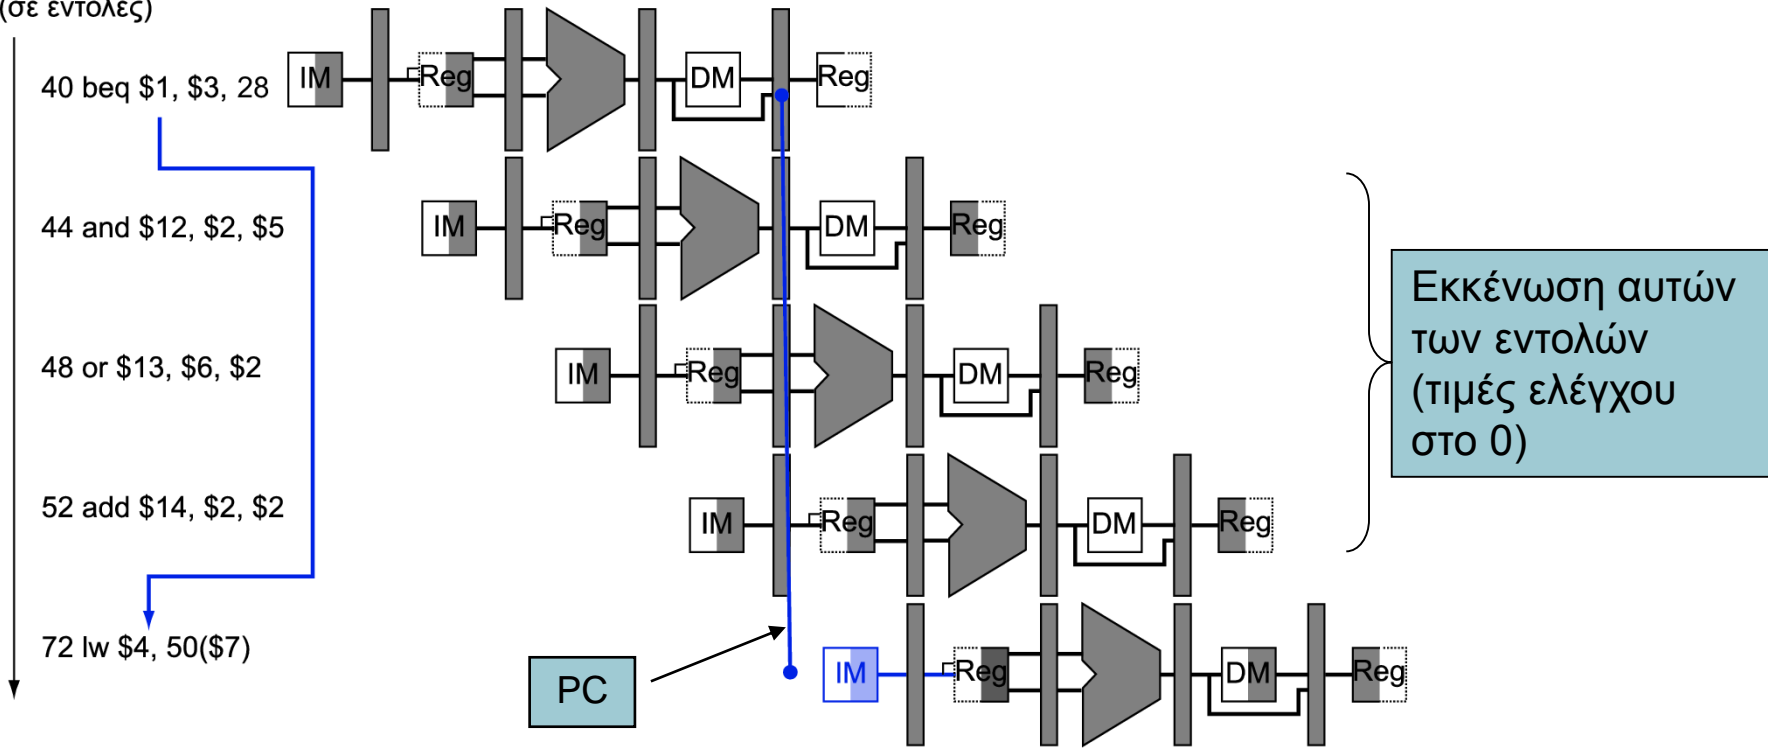 (σε εντολές)
40 beq $1, $3, 28
IM Reg DM Reg
44 and $12, $2, $5
IM Reg DM Reg
48 or $13, $6, $2
IM Reg DM Reg
52 add $14, $2, $2
IM Reg DM Reg
72 lw $4, 50($7)
IM Reg DM Reg
PC
Εκκένωση αυτών
των εντολών
(τιμές ελέγχου
στο 0)